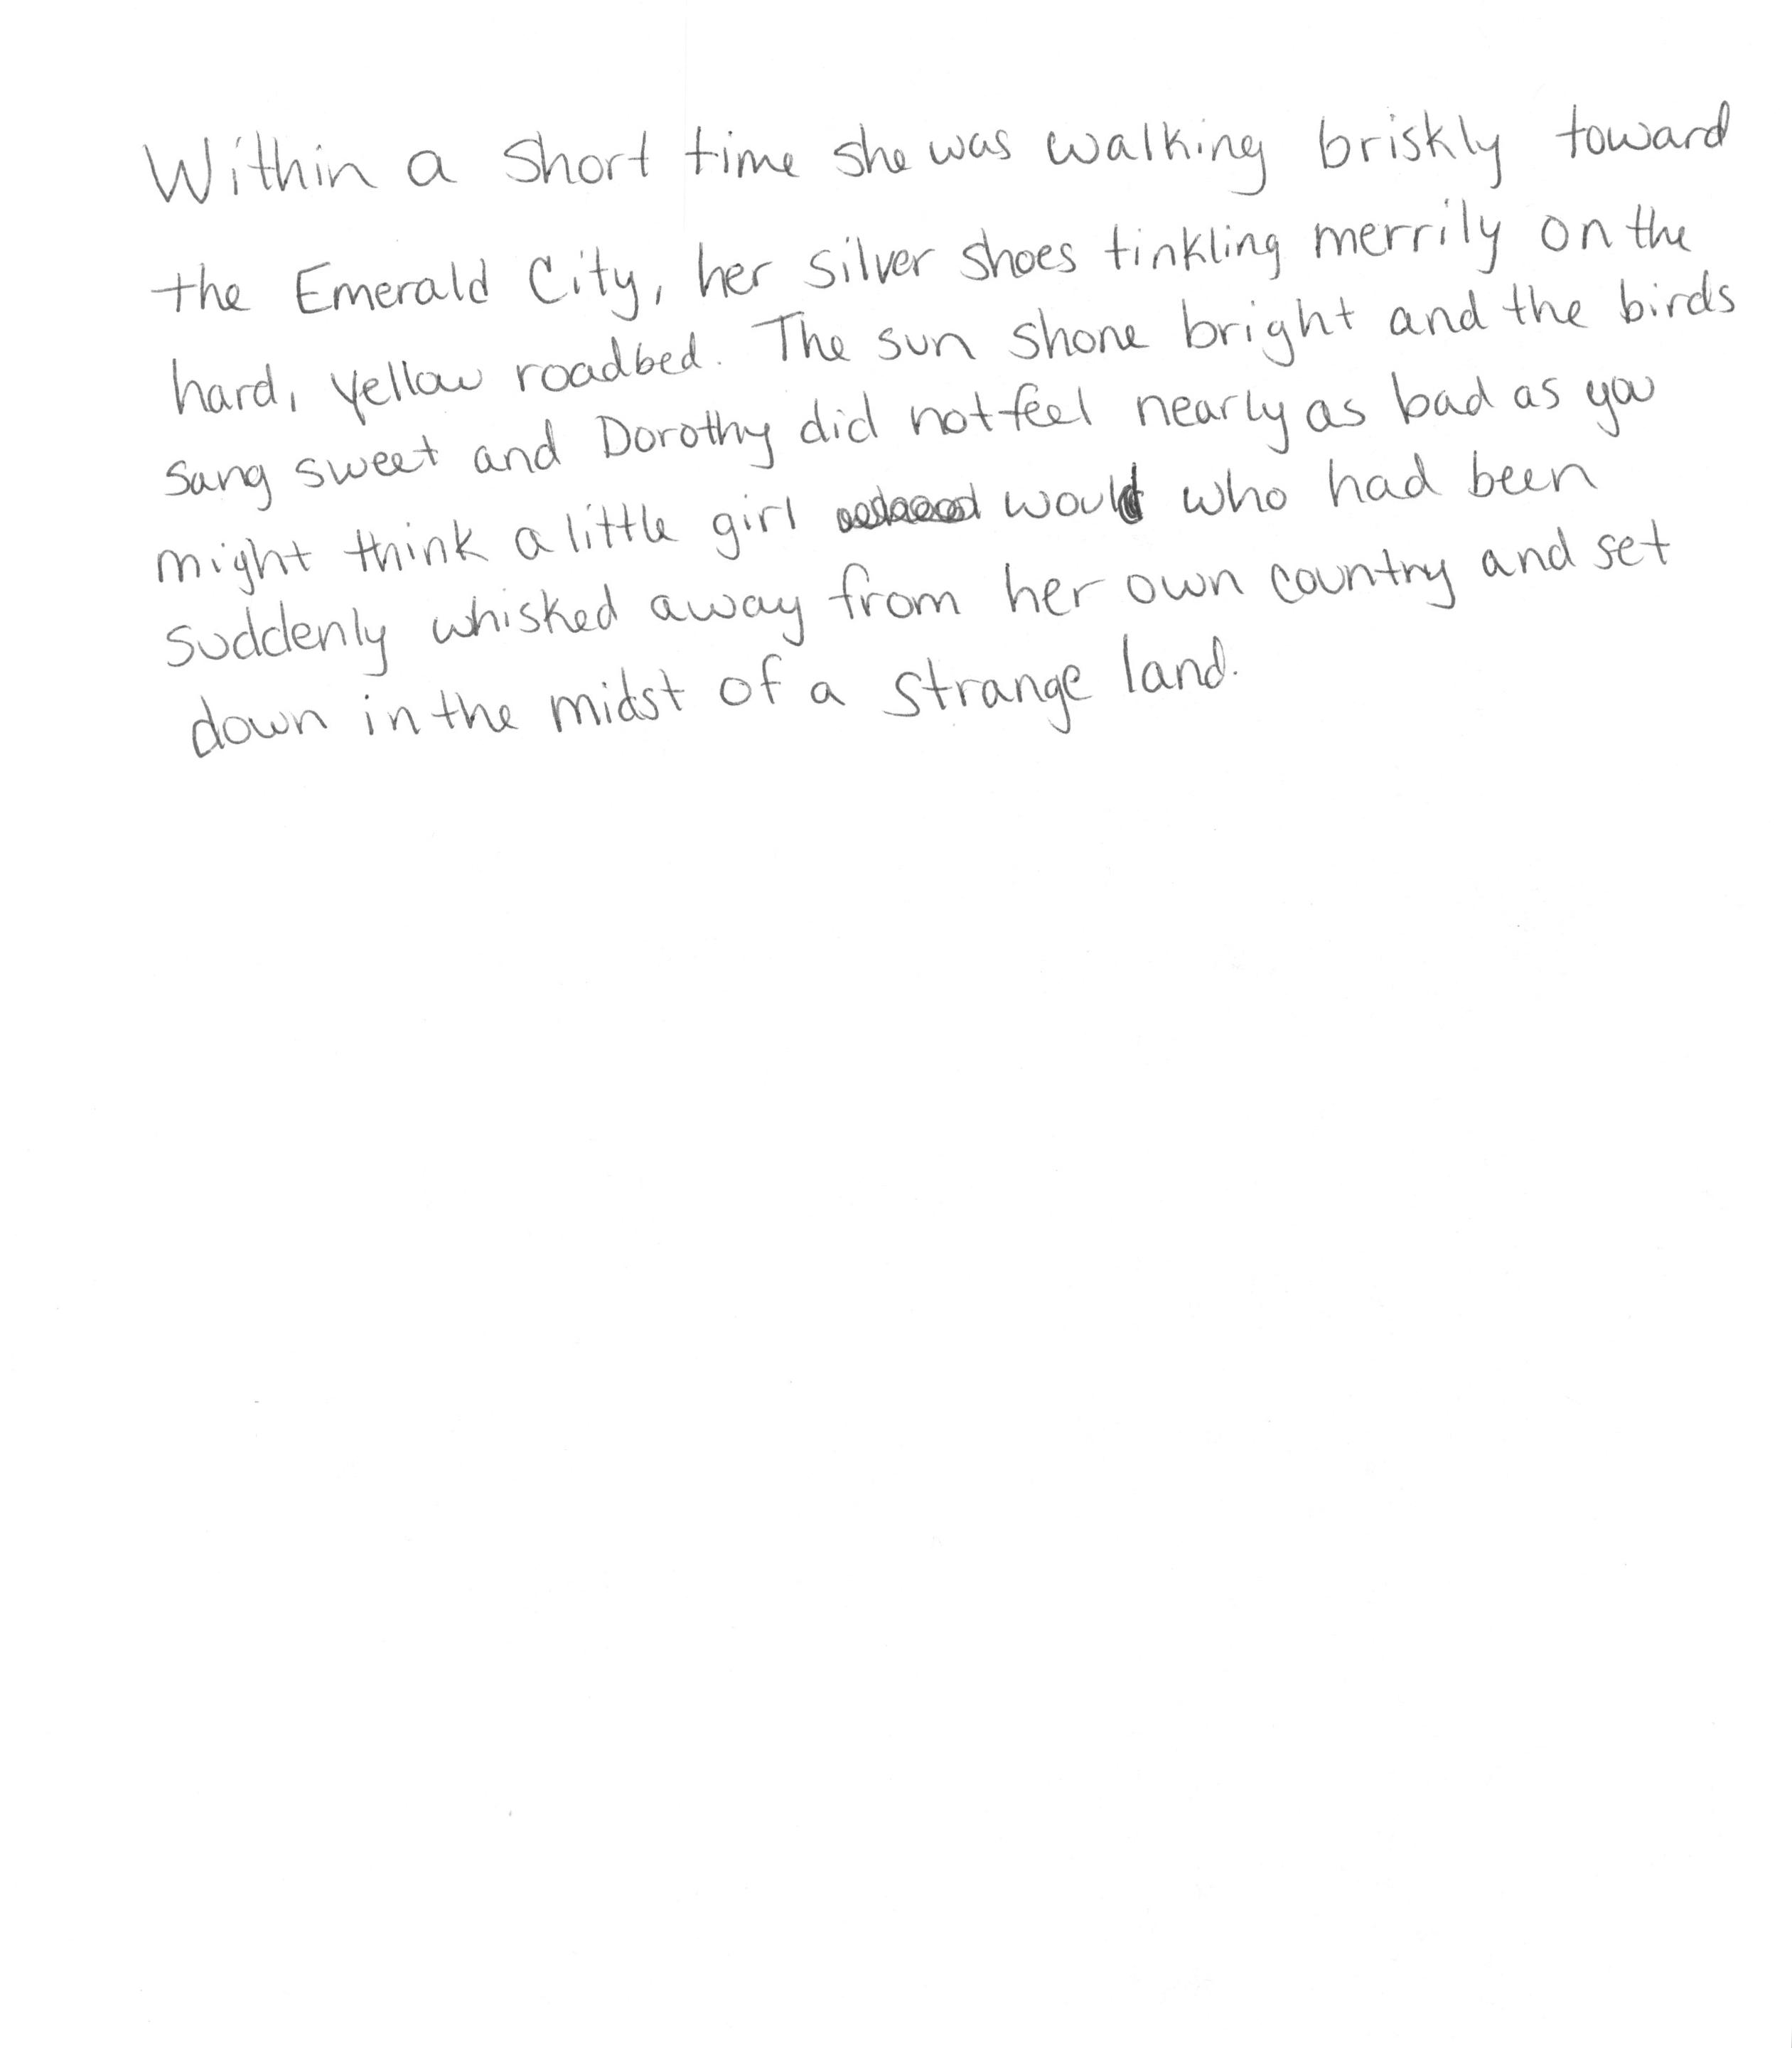 Within a short time she was walking briskly toward
the Emerald City, her silver shoes tinkling merrily on the
hard, yellow roadbed. The sun shone bright and the birds
sang sweet and Dorothy did not feel nearly as bad as you
might think a little girl would who had been
suddenly whisked away from her own country and set
down in the midst of a strange land.